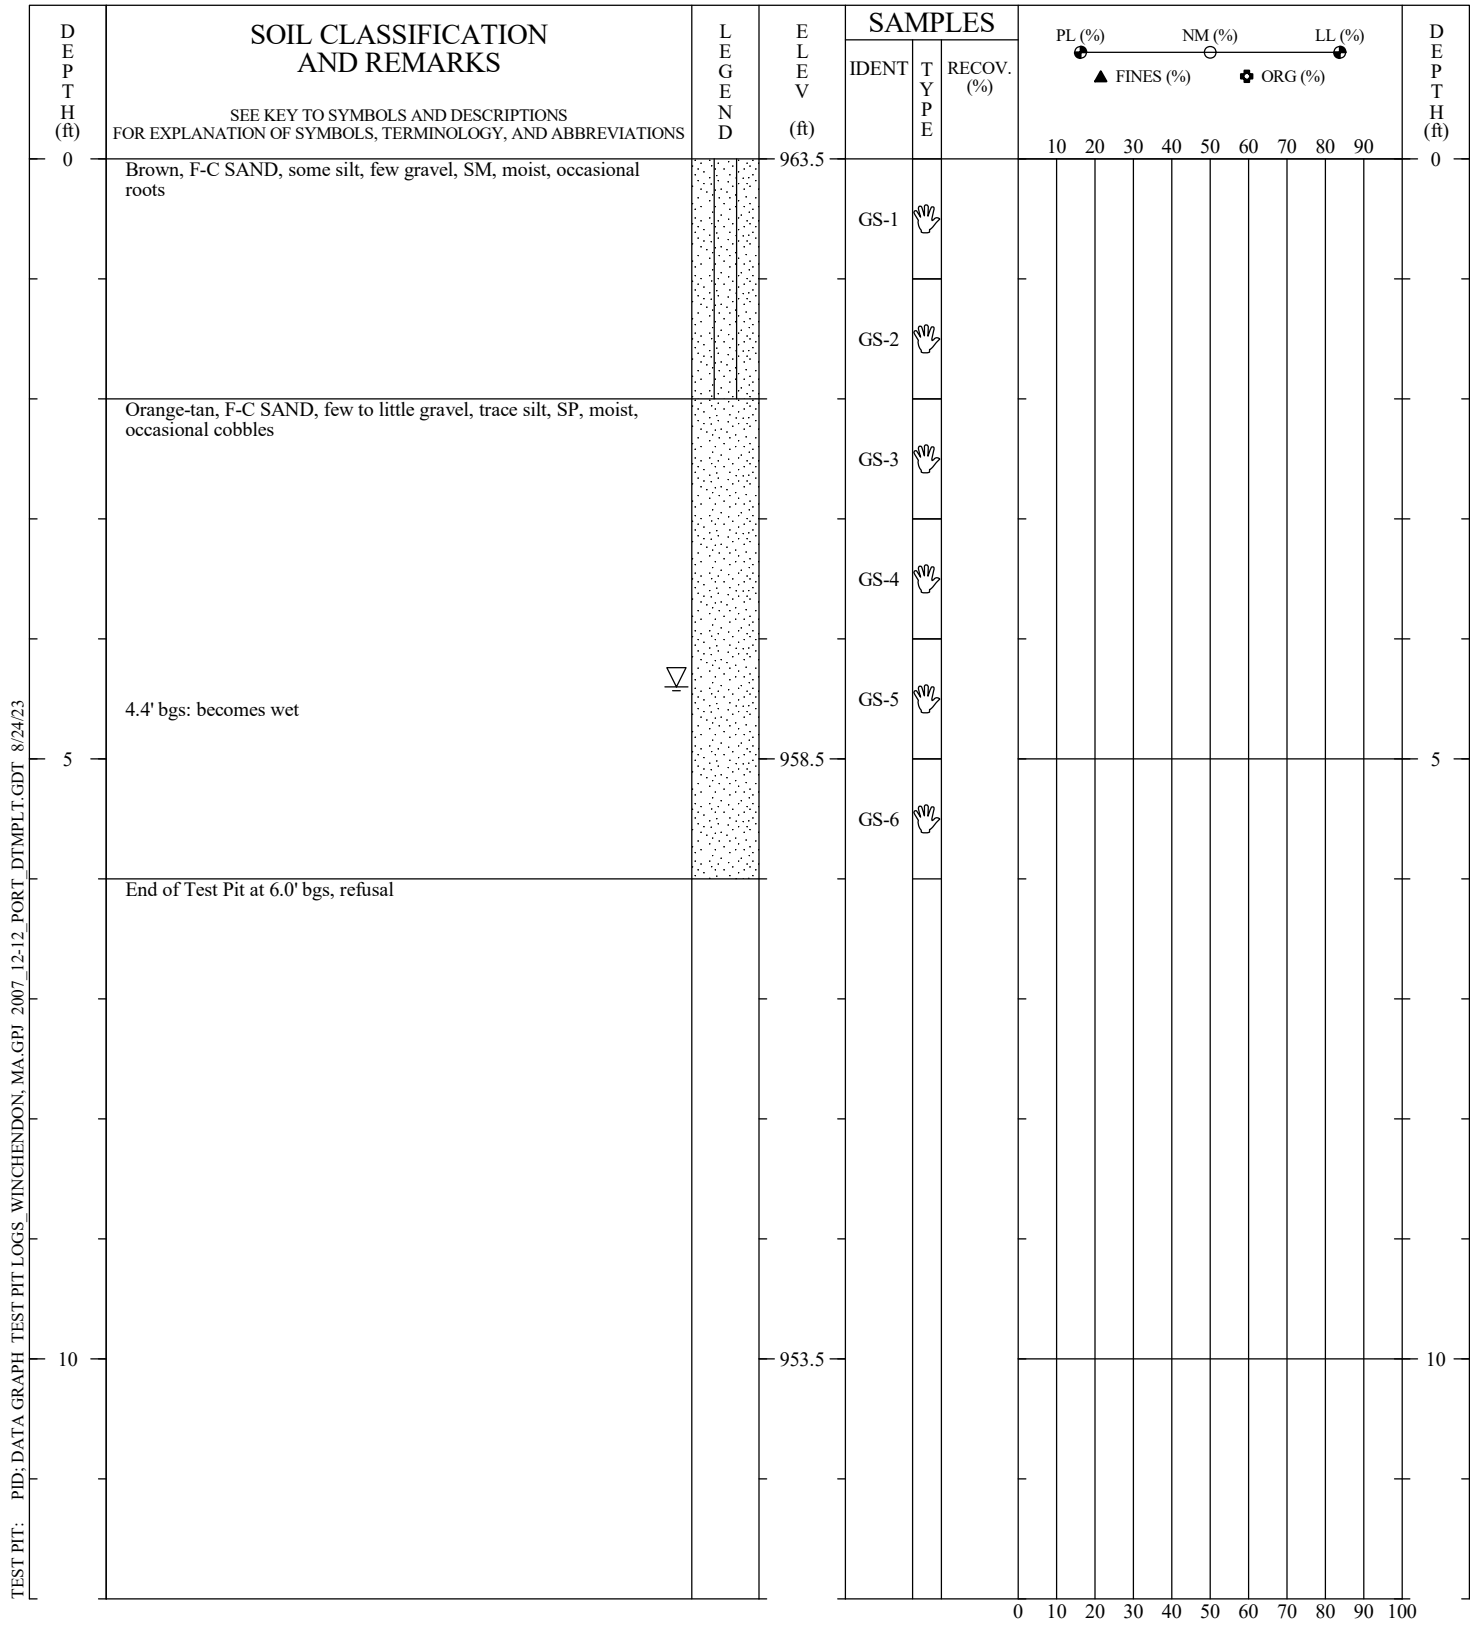 DEPTH (ft)
SOIL CLASSIFICATION
AND REMARKS
SEE KEY TO SYMBOLS AND DESCRIPTIONS
FOR EXPLANATION OF SYMBOLS, TERMINOLOGY, AND ABBREVIATIONS
LEGEND
ELEV (ft)
SAMPLES
IDENT
TYPE
RECOV.
(%)
PL (%) NM (%) LL (%)
FINES (%) ORG (%)
10 20 30 40 50 60 70 80 90
DEPTH (ft)
0
Brown, F-C SAND, some silt, few gravel, SM, moist, occasional
roots
963.5
0
GS-1
GS-2
Orange-tan, F-C SAND, few to little gravel, trace silt, SP, moist,
occasional cobbles
GS-3
GS-4
GS-5
4.4' bgs: becomes wet
5
958.5
5
GS-6
End of Test Pit at 6.0' bgs, refusal
10
953.5
10
0 10 20 30 40 50 60 70 80 90 100
TEST PIT: PID; DATA GRAPH TEST PIT LOGS_WINCHENDON, MA.GPJ 2007_12-12_PORT_DTMPLT.GDT 8/24/23